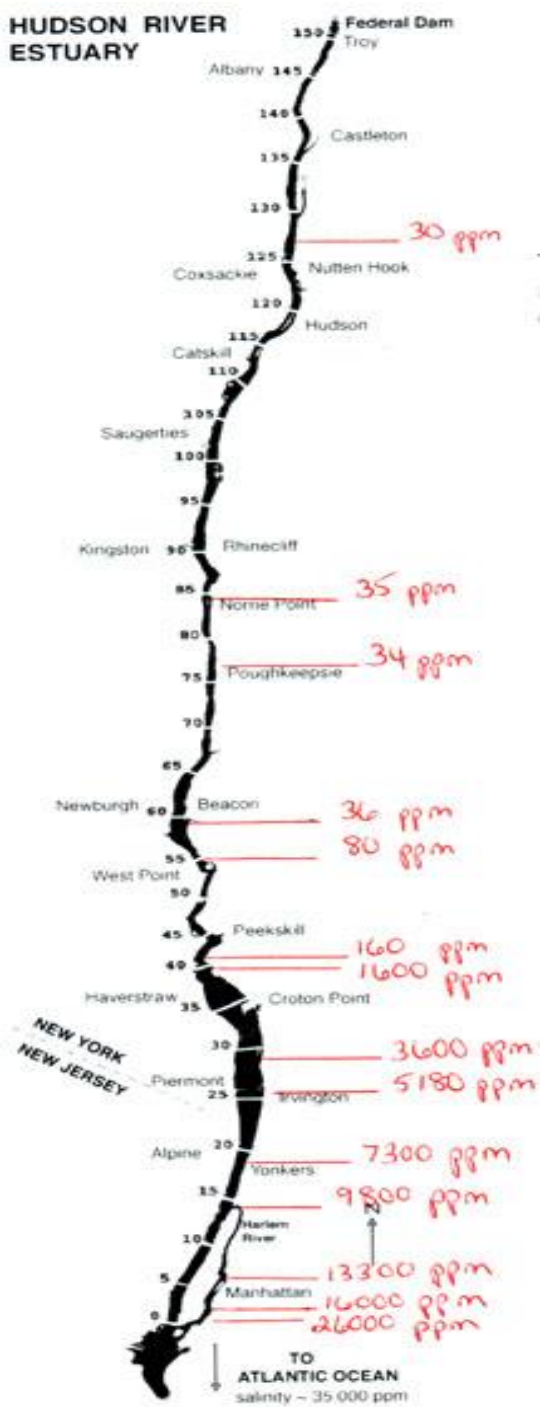 HUDSON RIVER
ESTUARY
Federal Dam
150
Troy
Albany
145
140
Castleton
135
130
30 ppm
125
Nutten Hook
Coxsackie
120
Hudson
115
Catskill
110
105
Saugerties
100
95
Kingston
90
Rhinecliff
85
35 ppm
Norrie Point
80
34 ppm
Poughkeepsie
75
70
65
Newburgh
60
Beacon
36 ppm
55
80 ppm
West Point
50
45
Peekskill
160 ppm
40
1600 ppm
Haverstraw
35
Croton Point
NEW YORK
NEW JERSEY
30
3600 ppm
Piermont
25
Irvington
5180 ppm
Alpine
20
Yonkers
7300 ppm
15
9800 ppm
Harlem
River
N
10
5
13300 ppm
Manhattan
16000 ppm
0
26000 ppm
TO
ATLANTIC OCEAN
salinity ~ 35 000 ppm